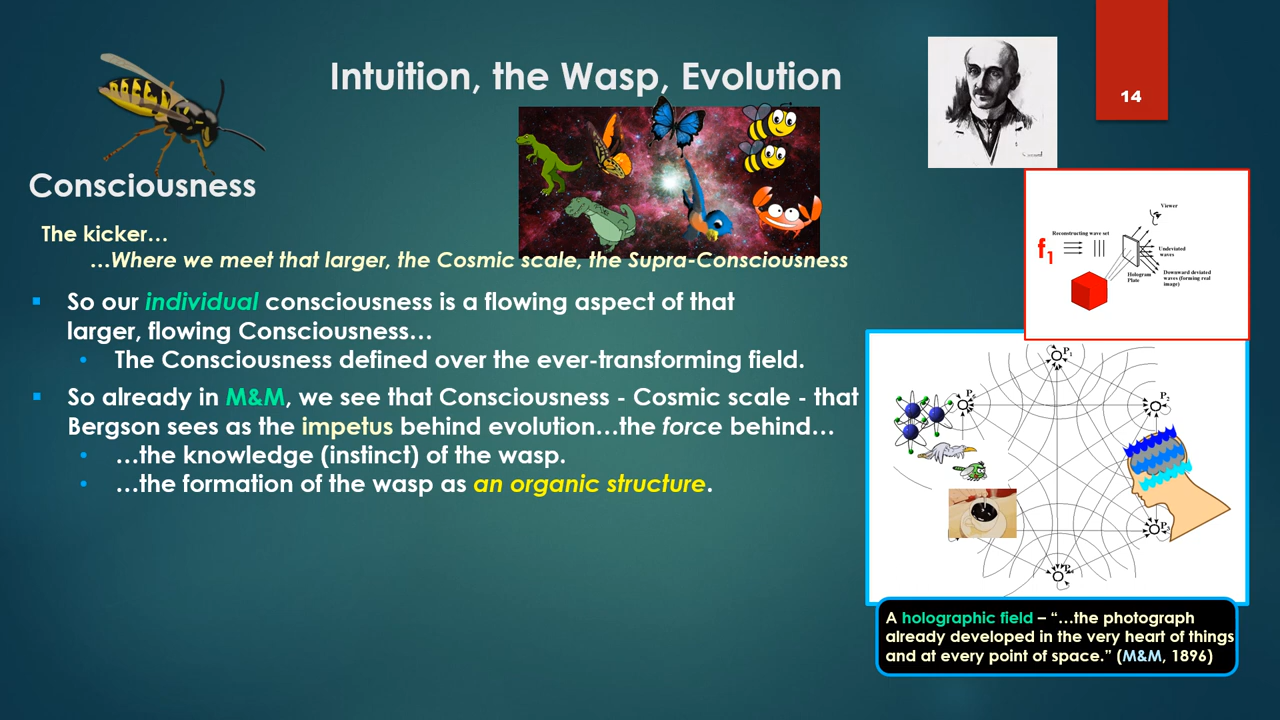 Intuition, the Wasp, Evolution
14
Consciousness
The kicker…
…Where we meet that larger, the Cosmic scale, the Supra-Consciousness
So our individual consciousness is a flowing aspect of that
larger, flowing Consciousness…
The Consciousness defined over the ever-transforming field.
So already in M&M, we see that Consciousness - Cosmic scale - that
Bergson sees as the impetus behind evolution…the force behind…
…the knowledge (instinct) of the wasp.
…the formation of the wasp as an organic structure.
Viewer
Reconstructing wave set
f1
Undeviated
waves
Hologram
Plate
Downward deviated
waves (forming real
image)
P1
P2
P3
A holographic field – “…the photograph
already developed in the very heart of things
and at every point of space.” (M&M, 1896)